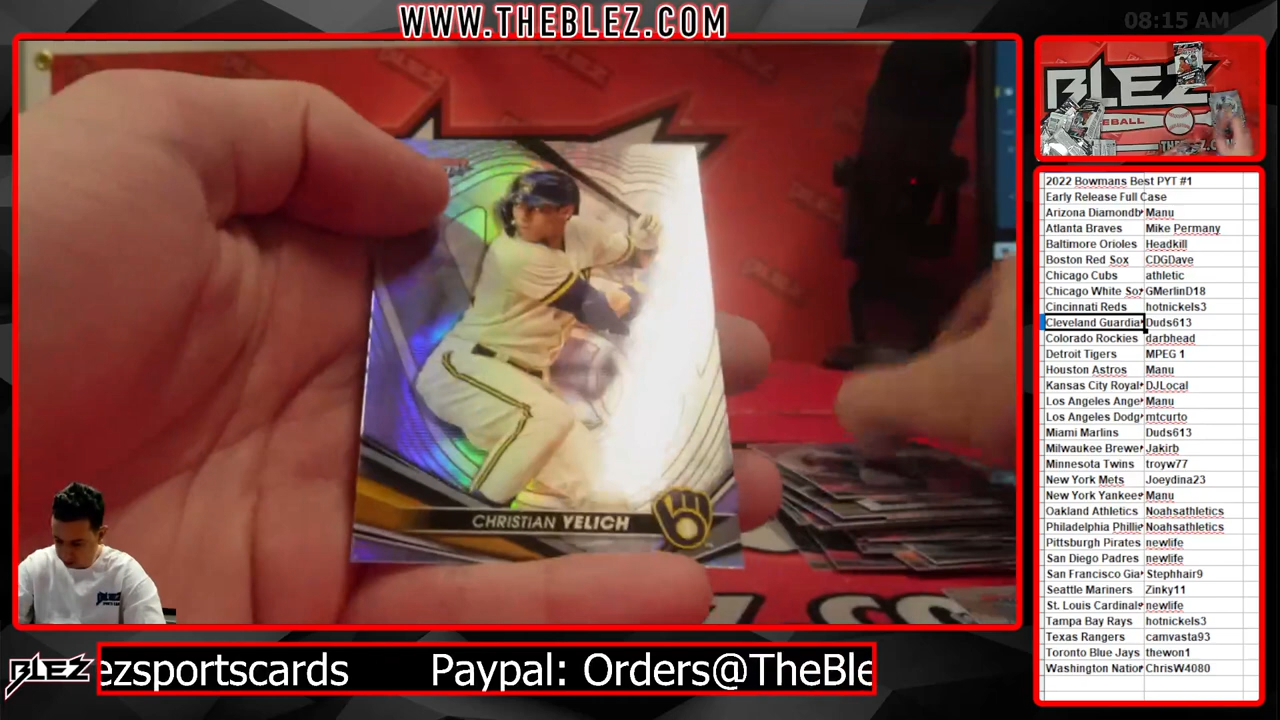 WWW.THEBLEZ.COM
08:15 AM
BLEZ
CHRISTIAN YELICH
BLEZ
2022 Bowmans Best PYT #1
Early Release Full Case
Arizona Diamondb Manu
Atlanta Braves Mike Permany
Baltimore Orioles Headkill
Boston Red Sox CDGDave
Chicago Cubs athletic
Chicago White Sox GMerlinD18
Cincinnati Reds hotnickels3
Cleveland Guardia Duds613
Colorado Rockies darbhead
Detroit Tigers MPEG 1
Houston Astros Manu
Kansas City Royal DJLocal
Los Angeles Ange Manu
Los Angeles Dodg mtcurto
Miami Marlins Duds613
Milwaukee Brewe Jakirb
Minnesota Twins troyw77
New York Mets Joeydina23
New York Yankees Manu
Oakland Athletics Noahsathletics
Philadelphia Phillie Noahsathletics
Pittsburgh Pirates newlife
San Diego Padres newlife
San Francisco Gia Stephhair9
Seattle Mariners Zinky11
St. Louis Cardinals newlife
Tampa Bay Rays hotnickels3
Texas Rangers camvasta93
Toronto Blue Jays thewon1
Washington Nation ChrisW4080
BLEZ
ezsportscards Paypal: Orders@TheBle